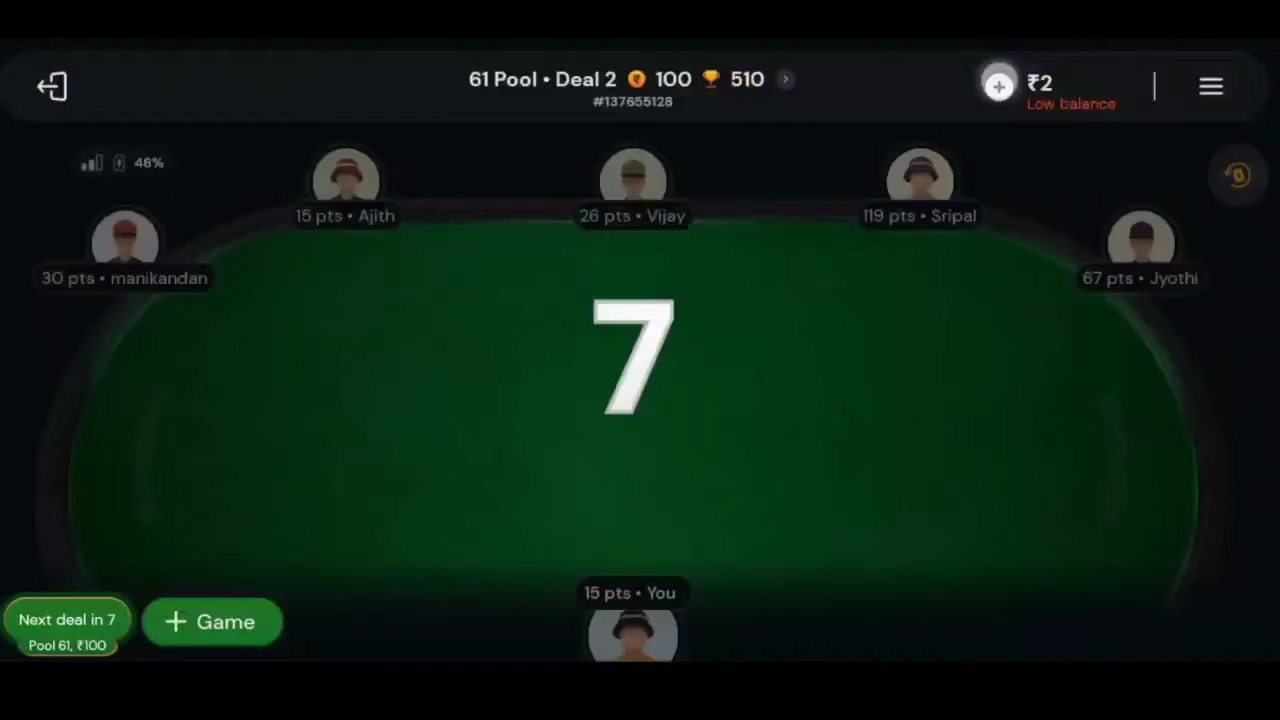 61 Pool • Deal 2 100 510
#137655128
+ ₹2
Low balance
46%
15 pts • Ajith
26 pts • Vijay
119 pts • Sripal
30 pts • manikandan
67 pts • Jyothi
7
15 pts • You
Next deal in 7
Pool 61, ₹100
+ Game